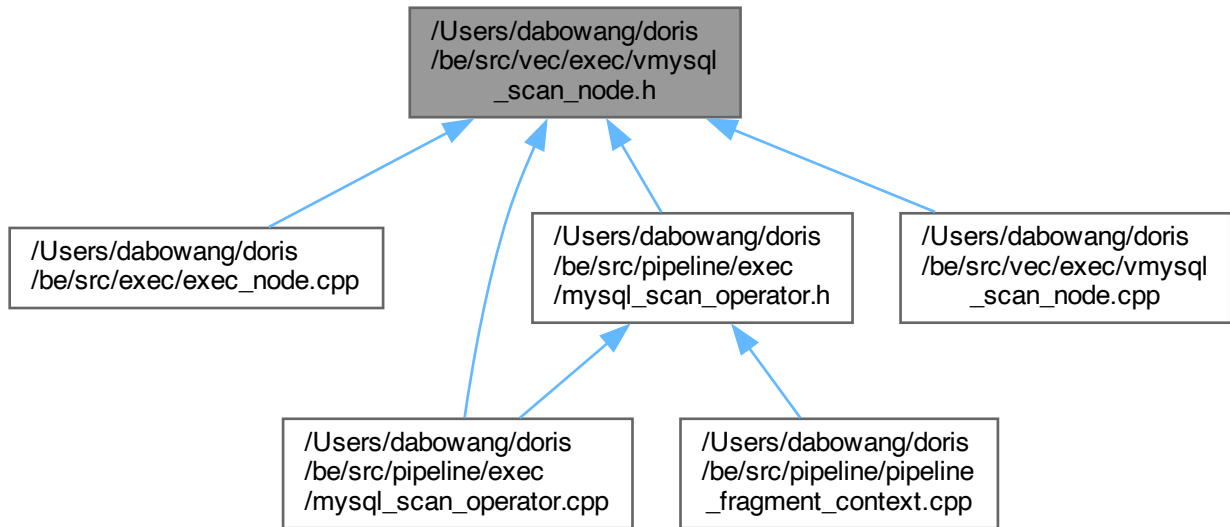 /Users/dabowang/doris
/be/src/vec/exec/vmysql
_scan_node.h
/Users/dabowang/doris
/be/src/exec/exec_node.cpp
/Users/dabowang/doris
/be/src/pipeline/exec
/mysql_scan_operator.h
/Users/dabowang/doris
/be/src/vec/exec/vmysql
_scan_node.cpp
/Users/dabowang/doris
/be/src/pipeline/exec
/mysql_scan_operator.cpp
/Users/dabowang/doris
/be/src/pipeline/pipeline
_fragment_context.cpp